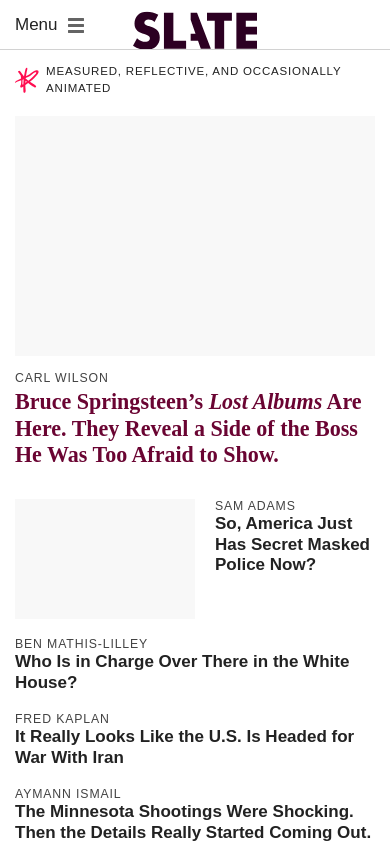 Menu
SLATE
MEASURED, REFLECTIVE, AND OCCASIONALLY
ANIMATED
CARL WILSON
Bruce Springsteen’s Lost Albums Are
Here. They Reveal a Side of the Boss
He Was Too Afraid to Show.
SAM ADAMS
So, America Just
Has Secret Masked
Police Now?
BEN MATHIS-LILLEY
Who Is in Charge Over There in the White
House?
FRED KAPLAN
It Really Looks Like the U.S. Is Headed for
War With Iran
AYMANN ISMAIL
The Minnesota Shootings Were Shocking.
Then the Details Really Started Coming Out.